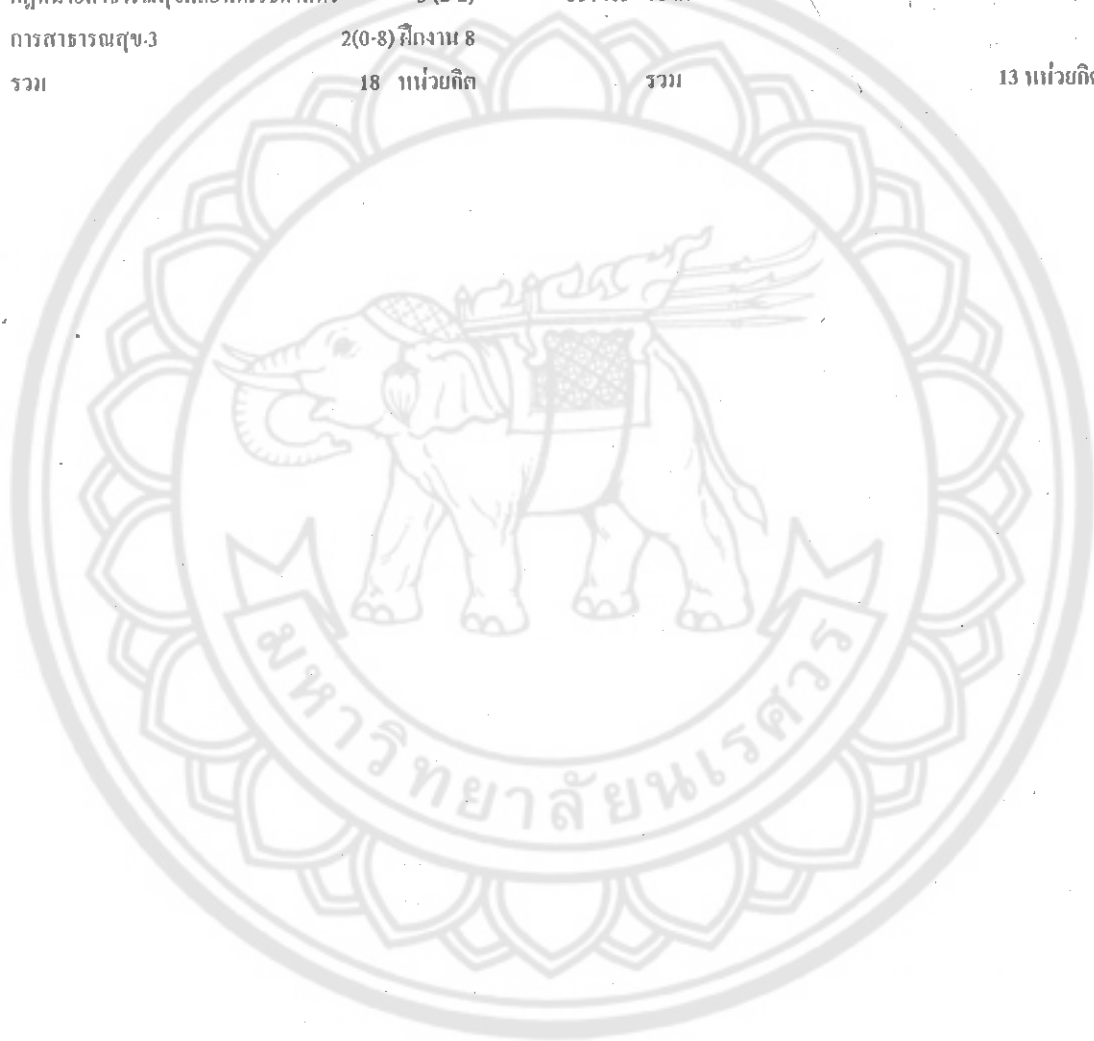 การสาธารณสุข 3 2(0-8) ฝึกงาน 8
รวม 18 หน่วยกิต รวม 13 หน่วยกิต
มหาวิทยาลัยนเรศวร